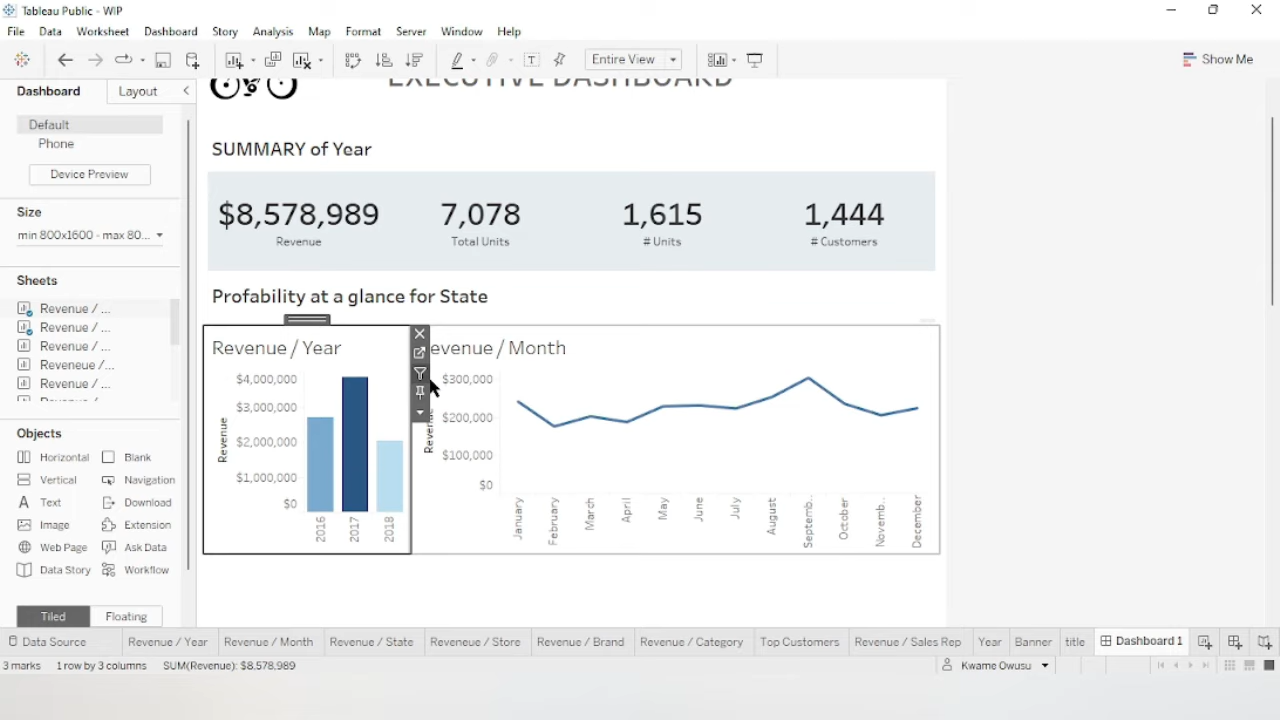 Tableau Public - WIP
File Data Worksheet Dashboard Story Analysis Map Format Server Window Help
Entire View
Show Me
Dashboard Layout
Default
Phone
Device Preview
Size
min 800x1600 - max 80...
Sheets
Revenue / ...
Revenue / ...
Revenue / ...
Reveneue /...
Revenue / ...
Objects
Horizontal Blank
Vertical Navigation
Text Download
Image Extension
Web Page Ask Data
Data Story Workflow
Tiled Floating
EXECUTIVE DASHBOARD
SUMMARY of Year
$8,578,989 7,078 1,615 1,444
Revenue Total Units # Units # Customers
Profability at a glance for State
Revenue / Year
$4,000,000
$3,000,000
$2,000,000
$1,000,000
$0
Revenue
2016 2017 2018
evenue / Month
$300,000
$200,000
$100,000
$0
January February March April May June July August Septemb.. October Novemb.. December
Data Source Revenue / Year Revenue / Month Revenue / State Reveneue / Store Revenue / Brand Revenue / Category Top Customers Revenue / Sales Rep Year Banner title Dashboard 1
3 marks 1 row by 3 columns SUM(Revenue): $8,578,989 Kwame Owusu